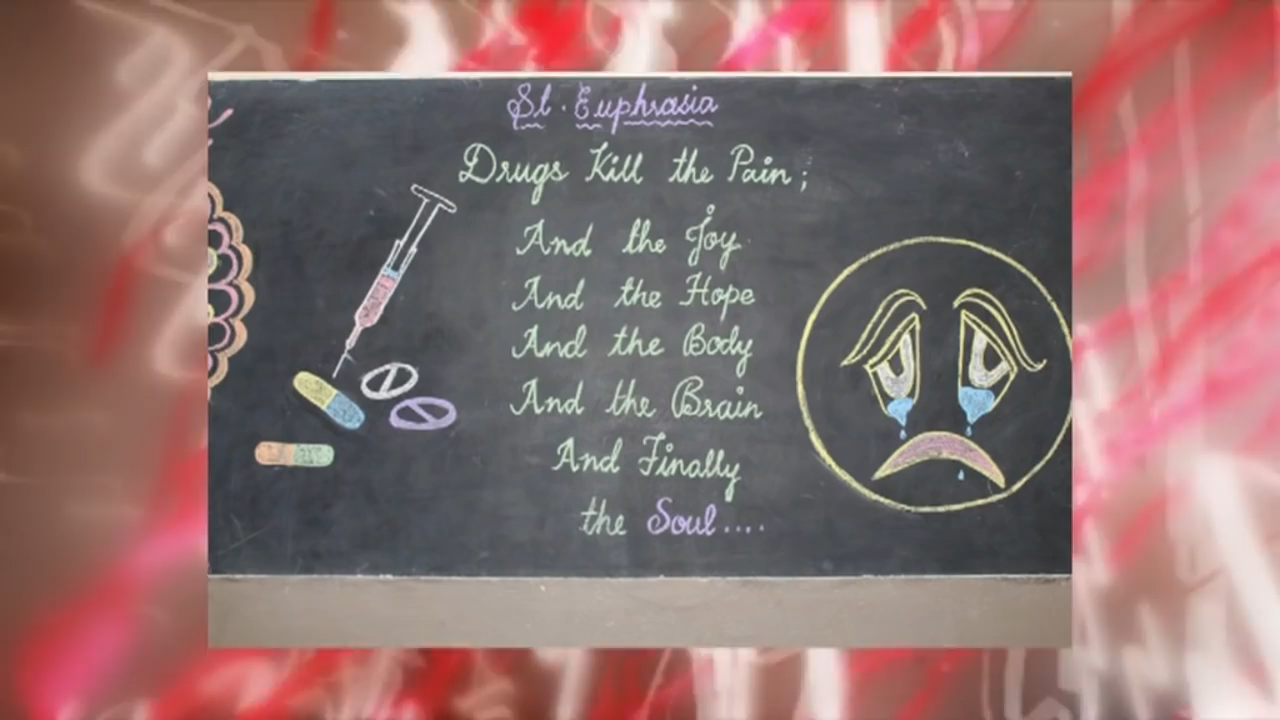 St. Euphrasia
Drugs Kill the Pain;
And the Joy
And the Hope
And the Body
And the Brain
And Finally
the Soul....